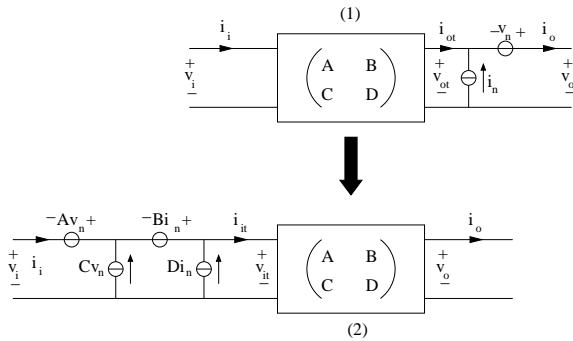 (1)
i_i i_ot −v_n+ i_o
+ v_i −
A B
C D
+ v_ot −
i_n
+ v_o −
−Av_n+ −Bi_n+ i_it i_o
+ v_i −
i_i
Cv_n
Di_n
+ v_it −
A B
C D
+ v_o −
(2)